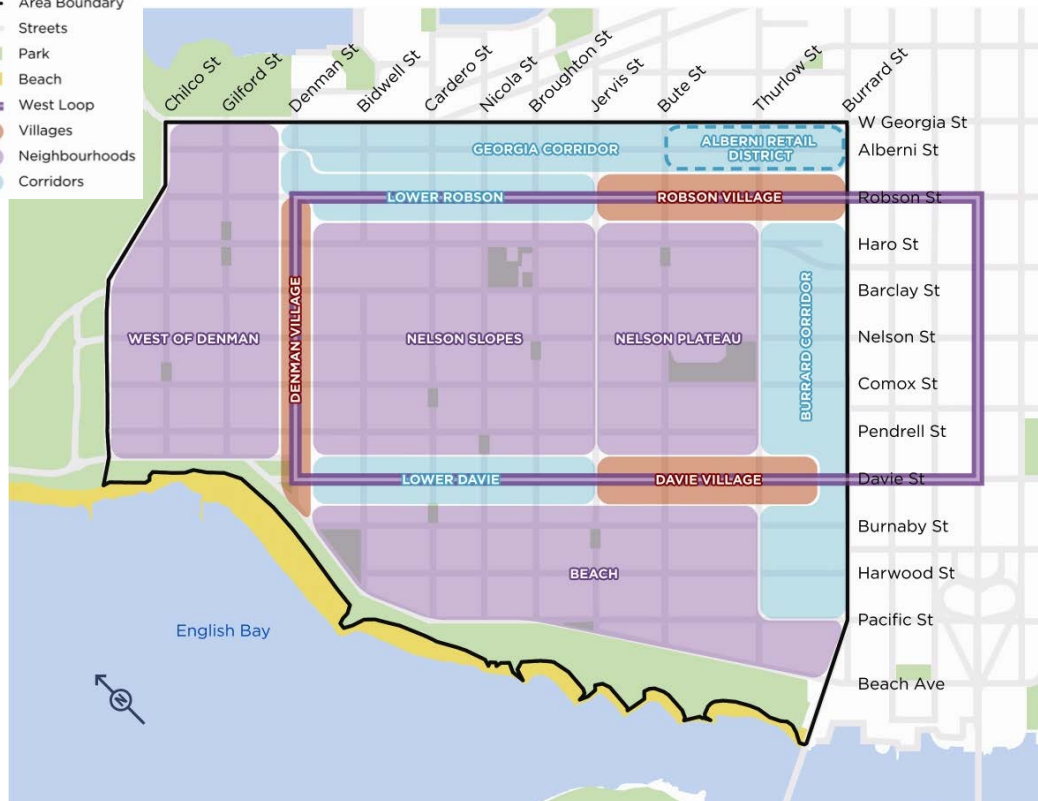 Area Boundary
Streets
Park
Beach
West Loop
Villages
Neighbourhoods
Corridors
Chilco St
Gilford St
Denman St
Bidwell St
Cardero St
Nicola St
Broughton St
Jervis St
Bute St
Thurlow St
Burrard St
W Georgia St
Alberni St
Robson St
Haro St
Barclay St
Nelson St
Comox St
Pendrell St
Davie St
Burnaby St
Harwood St
Pacific St
Beach Ave
GEORGIA CORRIDOR
ALBERNI RETAIL
DISTRICT
LOWER ROBSON
ROBSON VILLAGE
WEST OF DENMAN
DENMAN VILLAGE
NELSON SLOPES
NELSON PLATEAU
BURRARD CORRIDOR
LOWER DAVIE
DAVIE VILLAGE
BEACH
English Bay
N